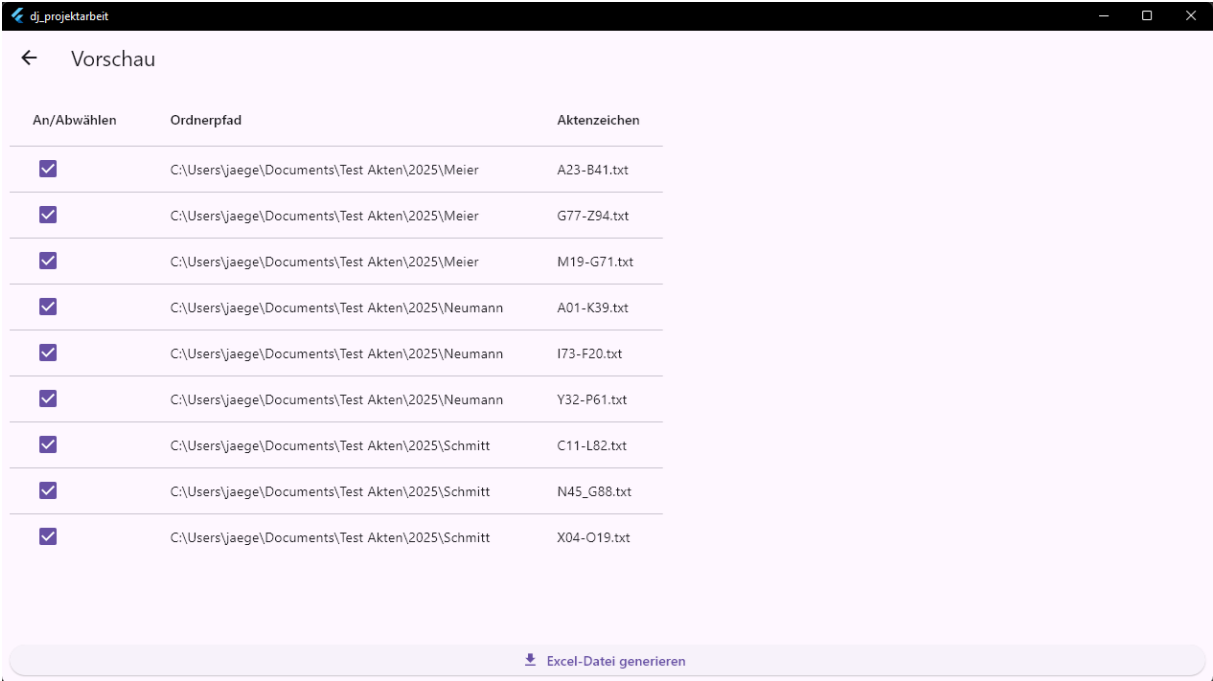 dj_projektarbeit
Vorschau
An/Abwählen Ordnerpfad Aktenzeichen
C:\Users\jaege\Documents\Test Akten\2025\Meier A23-B41.txt
C:\Users\jaege\Documents\Test Akten\2025\Meier G77-Z94.txt
C:\Users\jaege\Documents\Test Akten\2025\Meier M19-G71.txt
C:\Users\jaege\Documents\Test Akten\2025\Neumann A01-K39.txt
C:\Users\jaege\Documents\Test Akten\2025\Neumann I73-F20.txt
C:\Users\jaege\Documents\Test Akten\2025\Neumann Y32-P61.txt
C:\Users\jaege\Documents\Test Akten\2025\Schmitt C11-L82.txt
C:\Users\jaege\Documents\Test Akten\2025\Schmitt N45_G88.txt
C:\Users\jaege\Documents\Test Akten\2025\Schmitt X04-O19.txt
Excel-Datei generieren